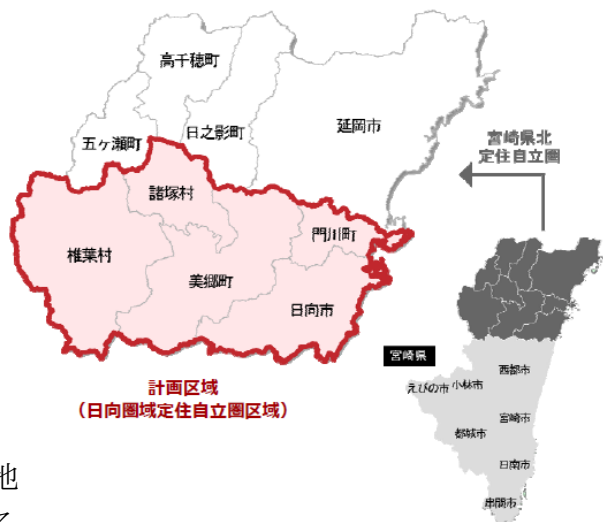 高千穂町
五ヶ瀬町
日之影町
延岡市
宮崎県北
定住自立圏
諸塚村
椎葉村
門川町
美郷町
日向市
計画区域
（日向圏域定住自立圏区域）
宮崎県
西都市
えびの市
小林市
宮崎市
都城市
日南市
串間市
地